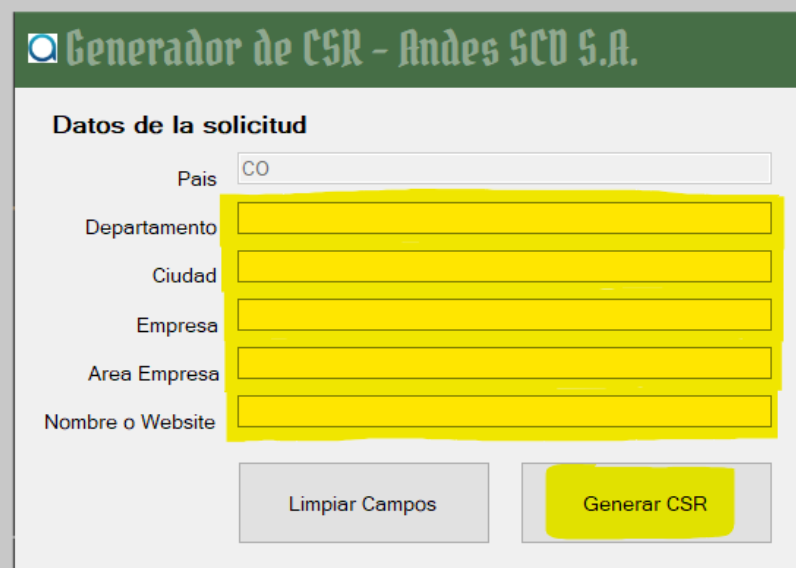 Generador de CSR - Andes SCD S.A.
Datos de la solicitud
Pais CO
Departamento
Ciudad
Empresa
Area Empresa
Nombre o Website
Limpiar Campos Generar CSR